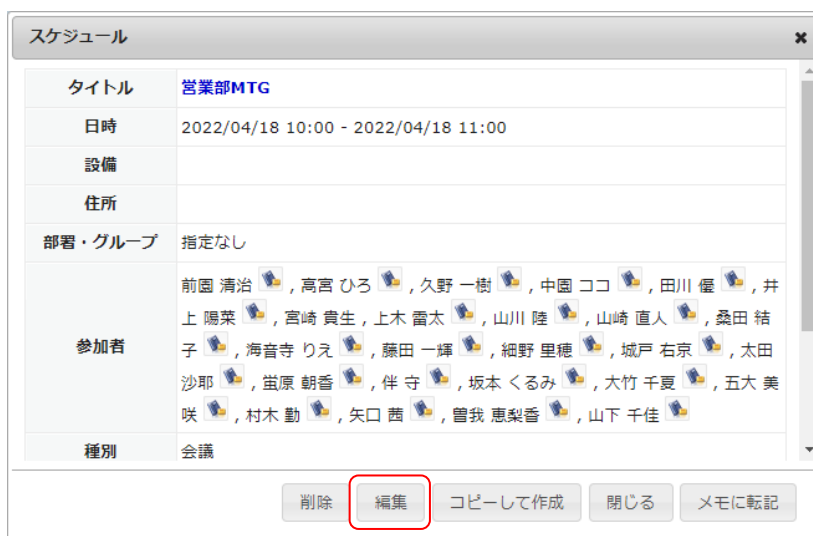 スケジュール
タイトル 営業部MTG
日時 2022/04/18 10:00 - 2022/04/18 11:00
設備
住所
部署・グループ 指定なし
参加者 前園 清治 , 高宮 ひろ , 久野 一樹 , 中園 ココ , 田川 優 , 井
上 陽菜 , 宮崎 貴生 , 上木 雷太 , 山川 陸 , 山崎 直人 , 桑田 結
子 , 海音寺 りえ , 藤田 一輝 , 細野 里穂 , 城戸 右京 , 太田
沙耶 , 蛍原 朝香 , 伴 守 , 坂本 くるみ , 大竹 千夏 , 五大 美
咲 , 村木 勤 , 矢口 茜 , 曽我 恵梨香 , 山下 千佳
種別 会議
削除 編集 コピーして作成 閉じる メモに転記